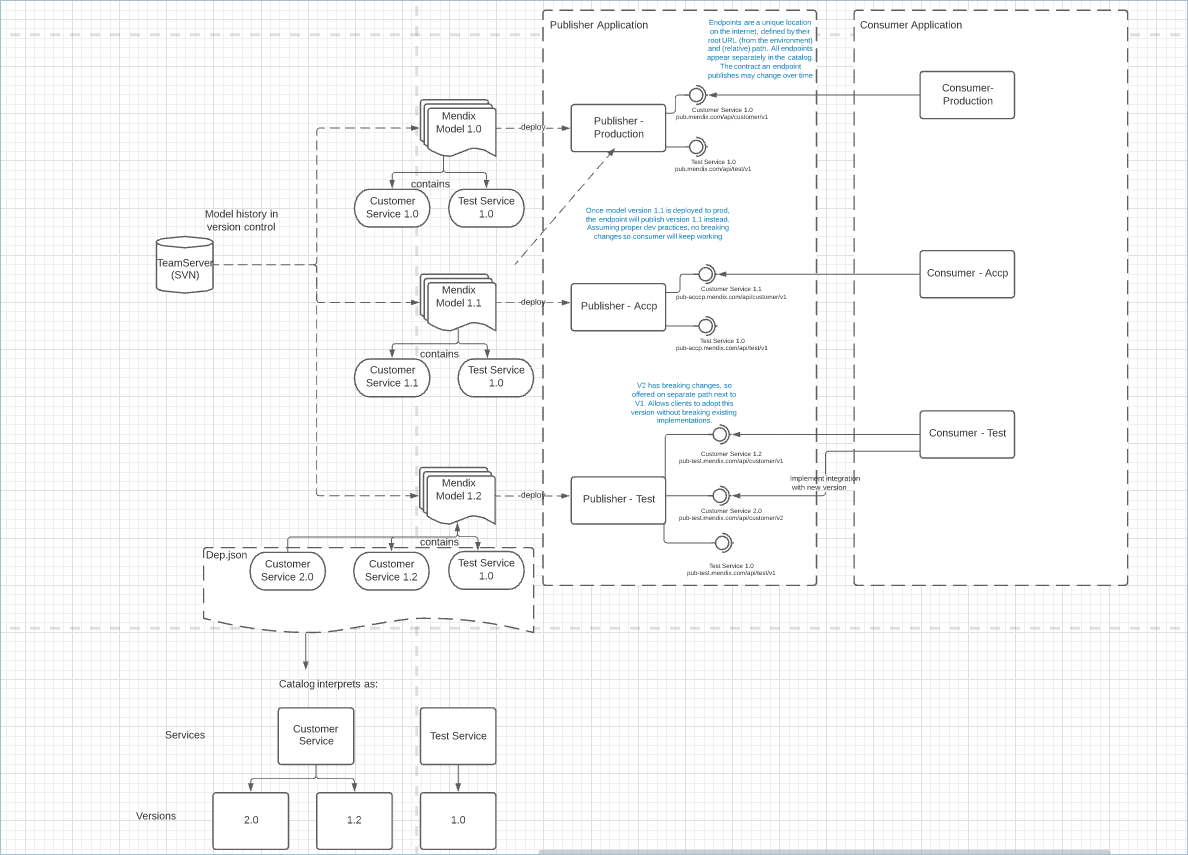 Publisher Application
Endpoints are a unique location
on the internet, defined by their
root URL (from the environment)
and (relative) path. All endpoints
appear separately in the catalog.
The contract an endpoint
publishes may change over time
Consumer Application
Mendix
Model 1.0
deploy
Publisher -
Production
Customer Service 1.0
pub.mendix.com/api/customer/v1
Test Service 1.0
pub.mendix.com/api/test/v1
Consumer-
Production
contains
Customer
Service 1.0
Test Service
1.0
Model history in
version control
TeamServer
(SVN)
Once model version 1.1 is deployed to prod,
the endpoint will publish version 1.1 instead.
Assuming proper dev practices, no breaking
changes so consumer will keep working
Mendix
Model 1.1
deploy
Publisher - Accp
Customer Service 1.1
pub-acccp.mendix.com/api/customer/v1
Test Service 1.0
pub-accp.mendix.com/api/test/v1
Consumer - Accp
contains
Customer
Service 1.1
Test Service
1.0
V2 has breaking changes, so
offered on separate path next to
V1. Allows clients to adopt this
version without breaking existing
implementations.
Mendix
Model 1.2
deploy
Publisher - Test
Customer Service 1.2
pub-test.mendix.com/api/customer/v1
Customer Service 2.0
pub-test.mendix.com/api/customer/v2
Test Service 1.0
pub-test.mendix.com/api/test/v1
Consumer - Test
Implement integration
with new version
contains
Dep.json
Customer
Service 2.0
Customer
Service 1.2
Test Service
1.0
Catalog interprets as:
Services
Customer
Service
Test Service
Versions
2.0
1.2
1.0